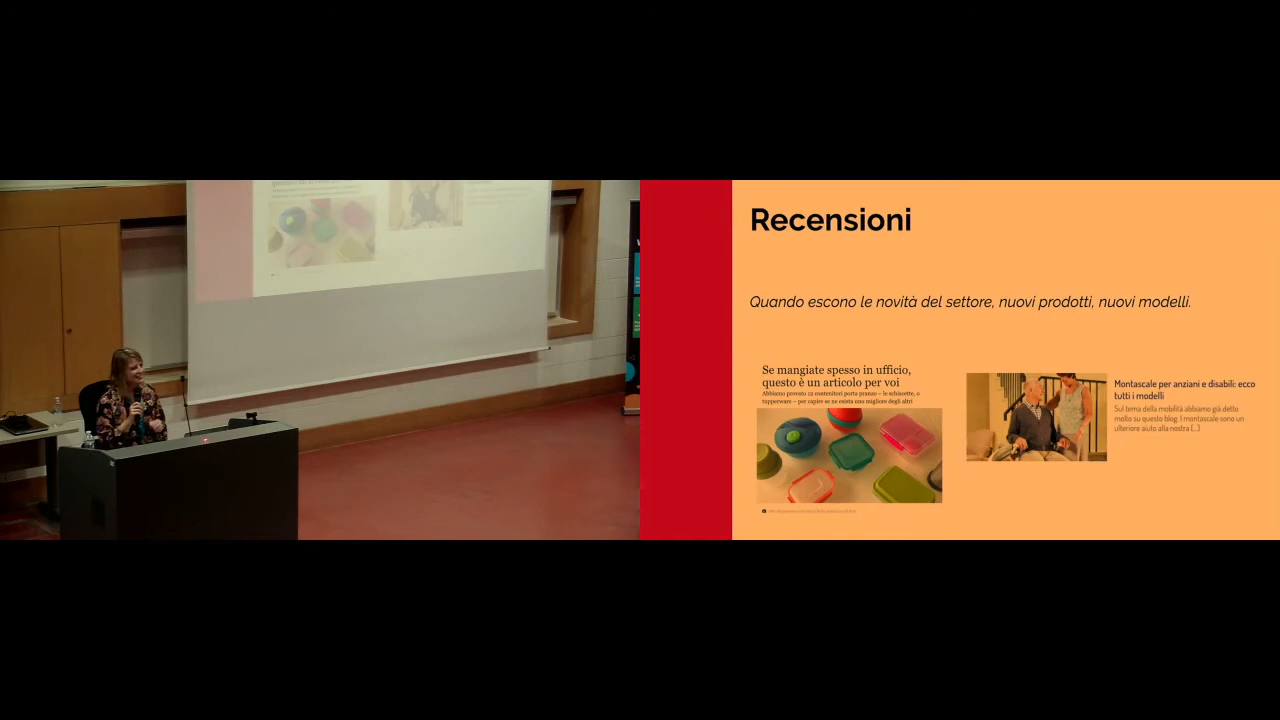 Recensioni
Quando escono le novità del settore, nuovi prodotti, nuovi modelli.
Se mangiate spesso in ufficio,
questo è un articolo per voi
Abbiamo provato 12 contenitori porta pranzo – le schiscette, o
tupperware – per capire se ne esista uno migliore degli altri
Montascale per anziani e disabili: ecco
tutti i modelli
Sul tema della mobilità abbiamo già detto
molto su questo blog. I montascale sono un
ulteriore aiuto alla nostra [...]